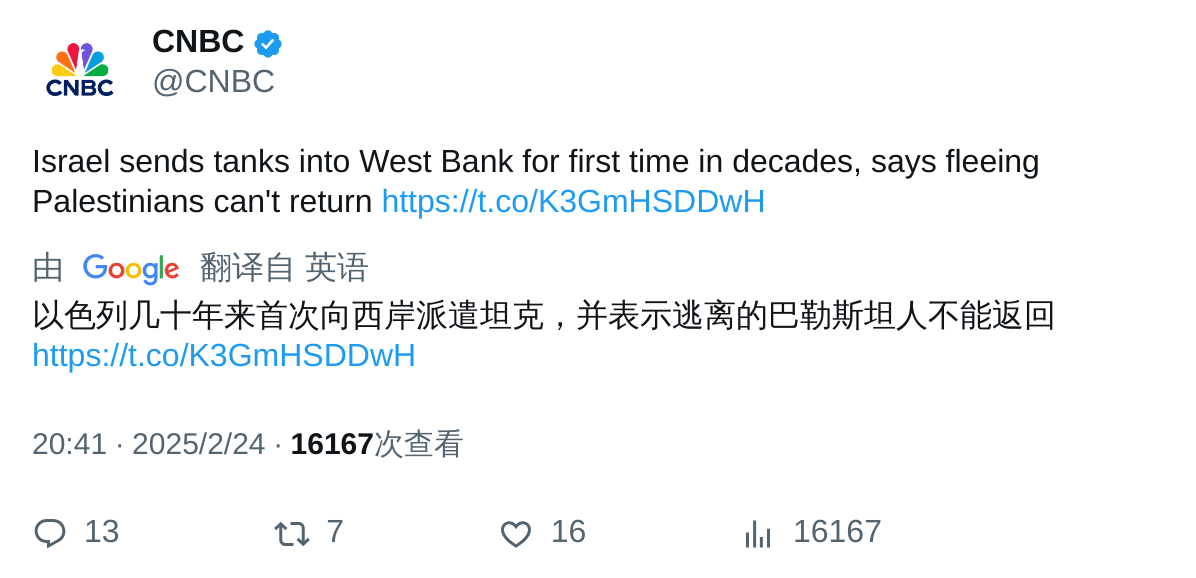 CNBC
@CNBC
CNBC
Israel sends tanks into West Bank for first time in decades, says fleeing
Palestinians can't return https://t.co/K3GmHSDDwH
由 Google 翻译自 英语
以色列几十年来首次向西岸派遣坦克，并表示逃离的巴勒斯坦人不能返回
https://t.co/K3GmHSDDwH
20:41 · 2025/2/24 · 16167次查看
13 7 16 16167